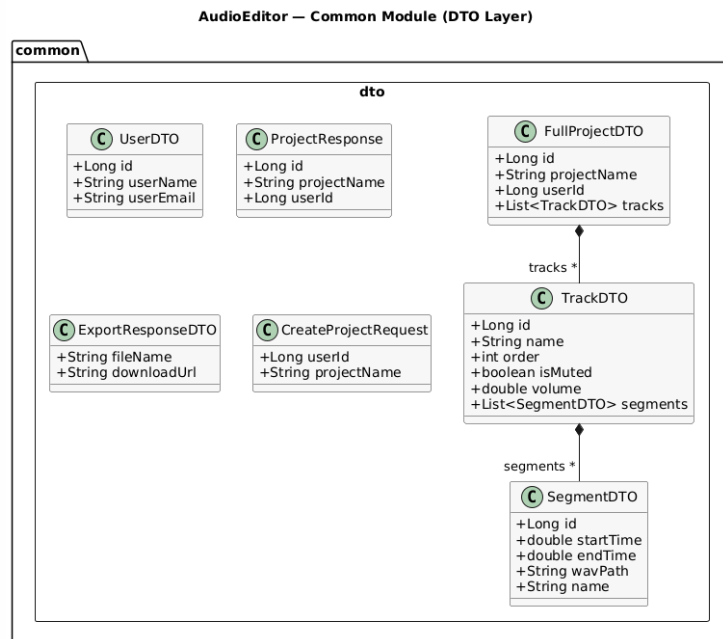 AudioEditor — Common Module (DTO Layer)
common
dto
C UserDTO
+Long id
+String userName
+String userEmail
C ProjectResponse
+Long id
+String projectName
+Long userId
C FullProjectDTO
+Long id
+String projectName
+Long userId
+List<TrackDTO> tracks
tracks *
C ExportResponseDTO
+String fileName
+String downloadUrl
C CreateProjectRequest
+Long userId
+String projectName
C TrackDTO
+Long id
+String name
+int order
+boolean isMuted
+double volume
+List<SegmentDTO> segments
segments *
C SegmentDTO
+Long id
+double startTime
+double endTime
+String wavPath
+String name